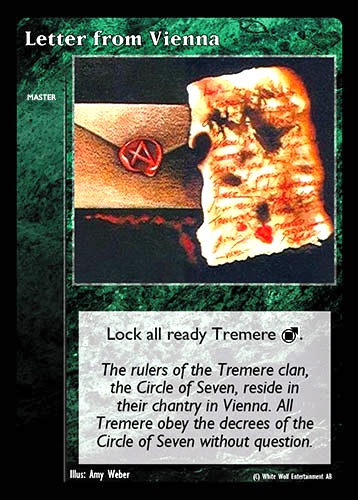 Letter from Vienna
MASTER
Lock all ready Tremere .
The rulers of the Tremere clan,
the Circle of Seven, reside in
their chantry in Vienna. All
Tremere obey the decrees of the
Circle of Seven without question.
Illus: Amy Weber
(C) White Wolf Entertainment AB